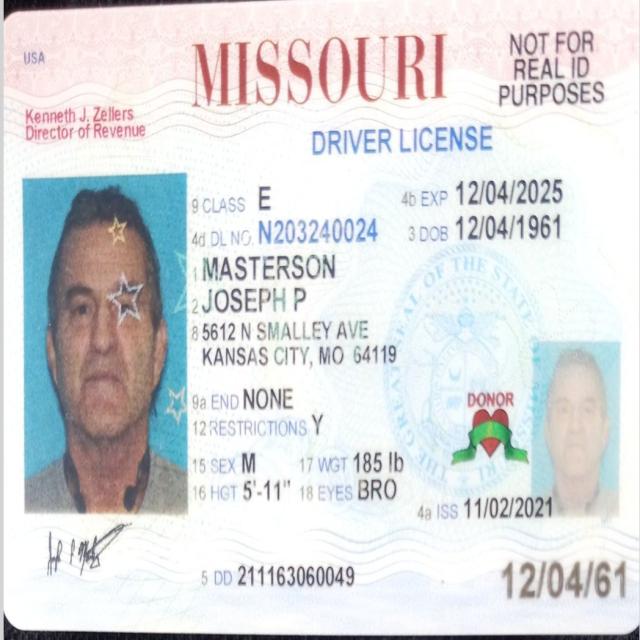 USA
MISSOURI
NOT FOR
REAL ID
PURPOSES
Kenneth J. Zellers
Director of Revenue
DRIVER LICENSE
9 CLASS E
4b EXP 12/04/2025
4d DL NO. N203240024
3 DOB 12/04/1961
1 MASTERSON
2 JOSEPH P
8 5612 N SMALLEY AVE
KANSAS CITY, MO 64119
9a END NONE
12 RESTRICTIONS Y
15 SEX M 17 WGT 185 lb
16 HGT 5'-11" 18 EYES BRO
DONOR
4a ISS 11/02/2021
5 DD 211163060049
12/04/61
THE GREAT SEAL OF THE STATE OF MISSOURI